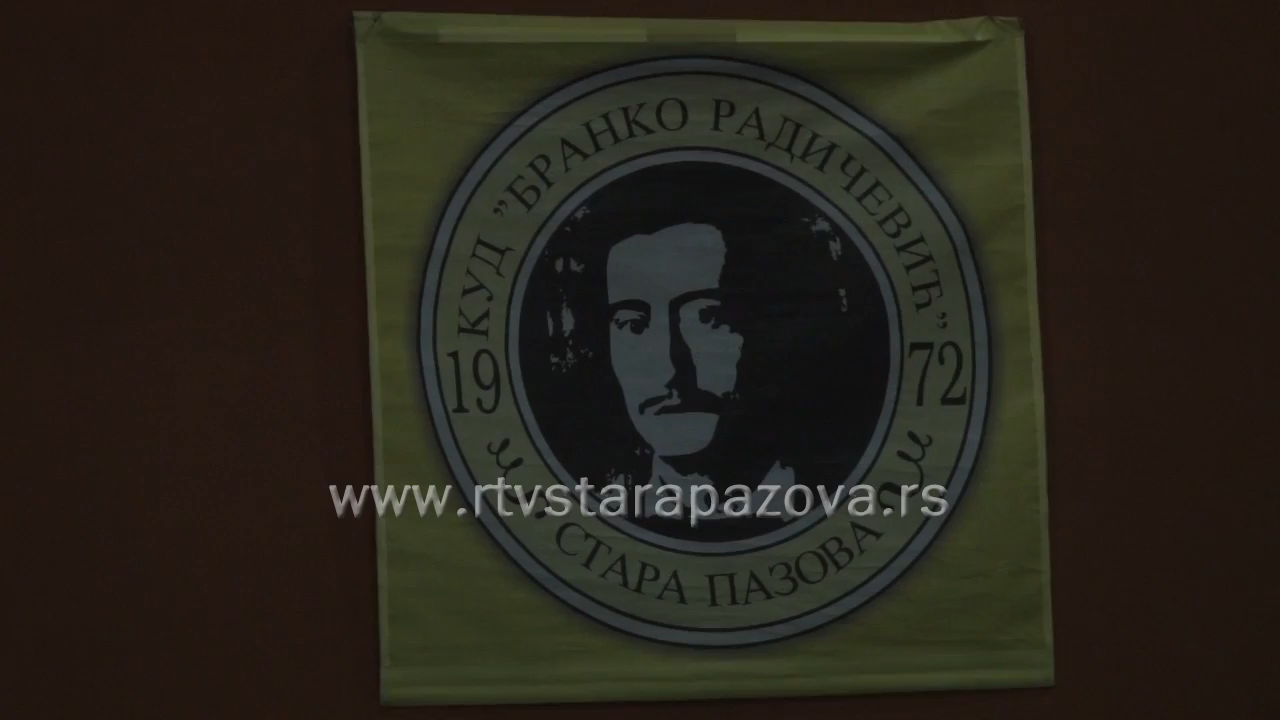 КУД ”БРАНКО РАДИЧЕВИЋ”
19 72
СТАРА ПАЗОВА
www.rtvstarapazova.rs